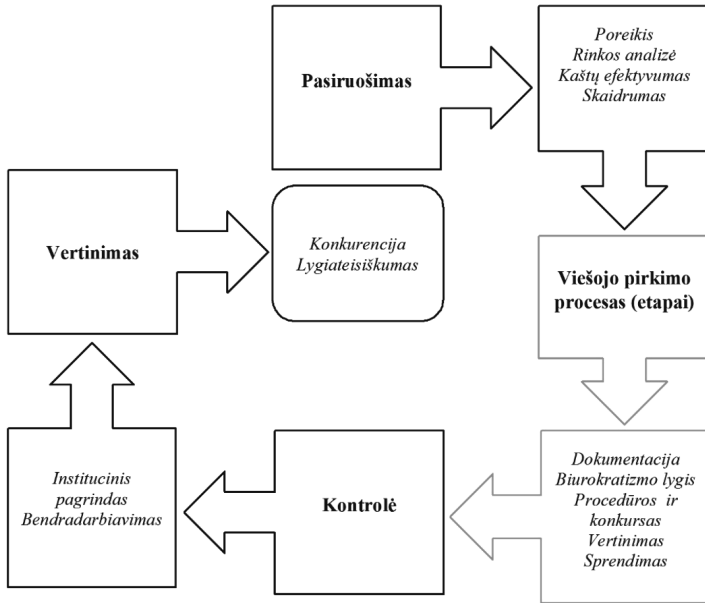 Pasiruošimas
Poreikis
Rinkos analizė
Kaštų efektyvumas
Skaidrumas
Viešojo pirkimo
procesas (etapai)
Dokumentacija
Biurokratizmo lygis
Procedūros ir
konkursas
Vertinimas
Sprendimas
Kontrolė
Institucinis
pagrindas
Bendradarbiavimas
Vertinimas
Konkurencija
Lygiateisiškumas